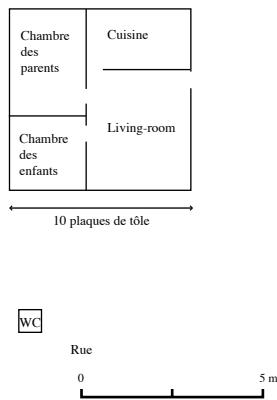 Chambre
des
parents
Cuisine
Living-room
Chambre
des
enfants
10 plaques de tôle
WC
Rue
0
5 m